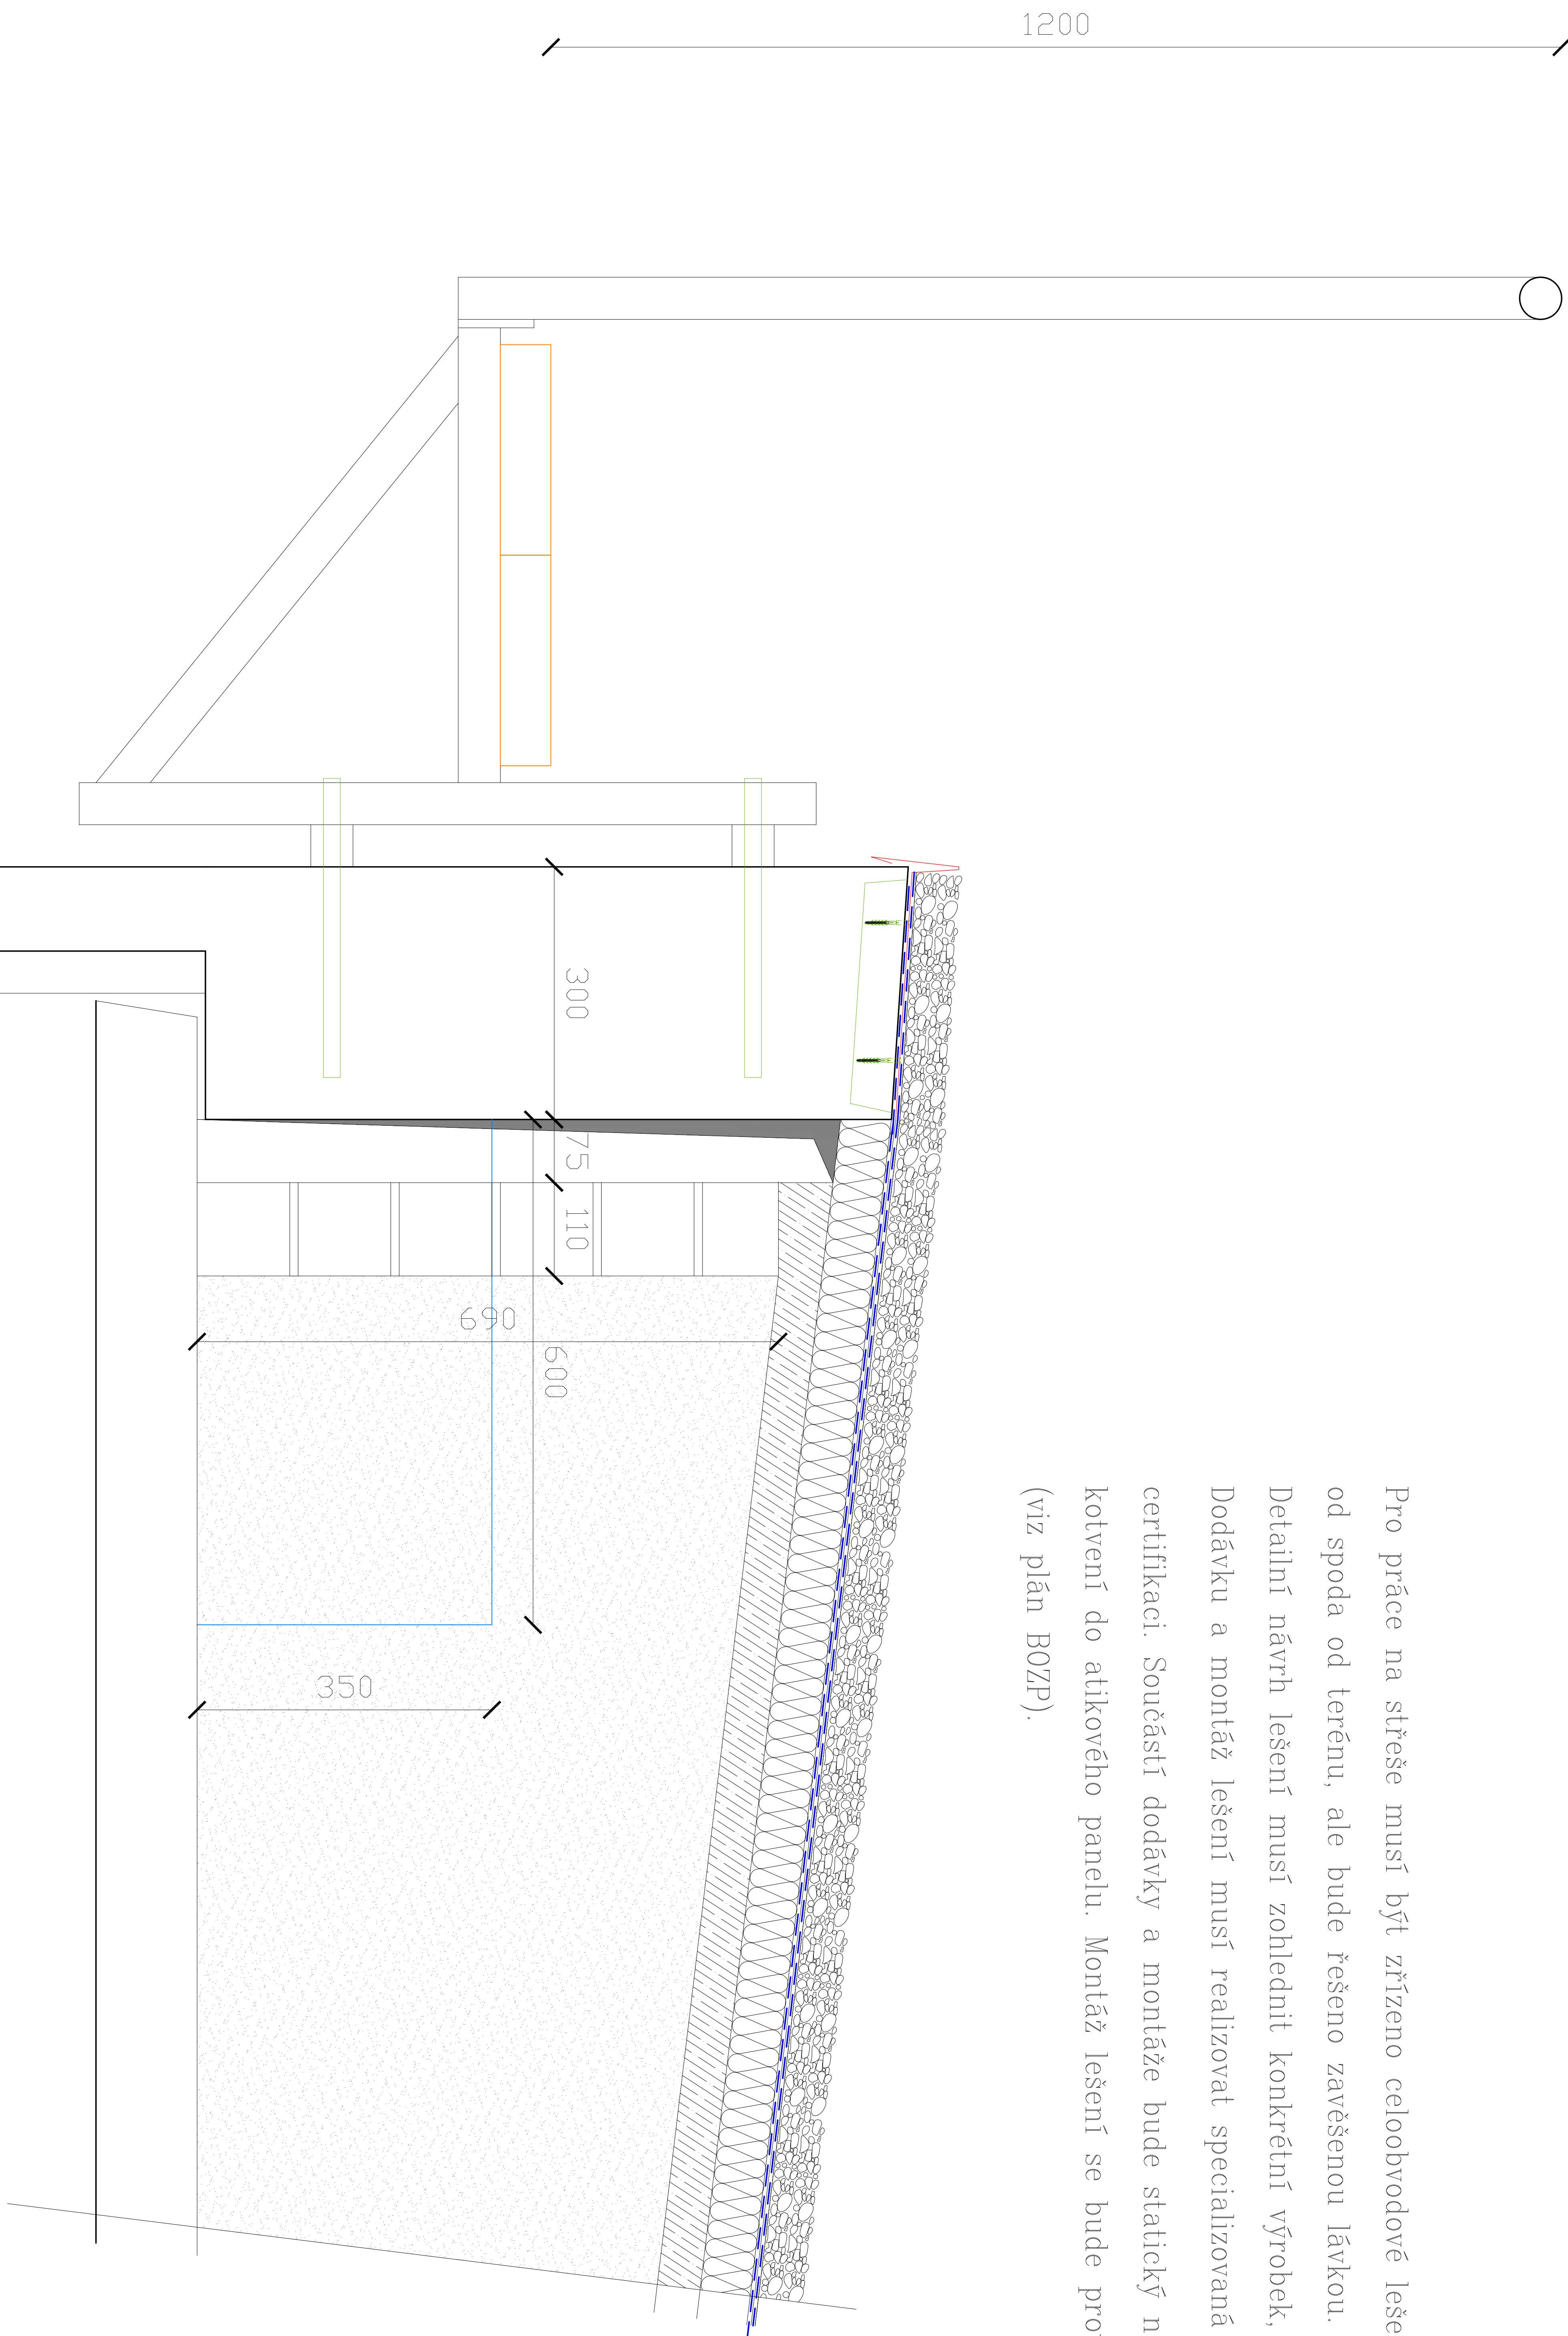 1200
300
75
110
690
600
350
Pro práce na střeše musí být zřízeno celoobvodové
od spoda od terénu, ale bude řešeno zavěšenou lávkou.
Detailní návrh lešení musí zohlednit konkrétní výrobek,
Dodávku a montáž lešení musí realizovat specializovaná
certifikaci. Součástí dodávky a montáže bude statický
kotvení do atikového panelu. Montáž lešení se bude
(viz plán BOZP).